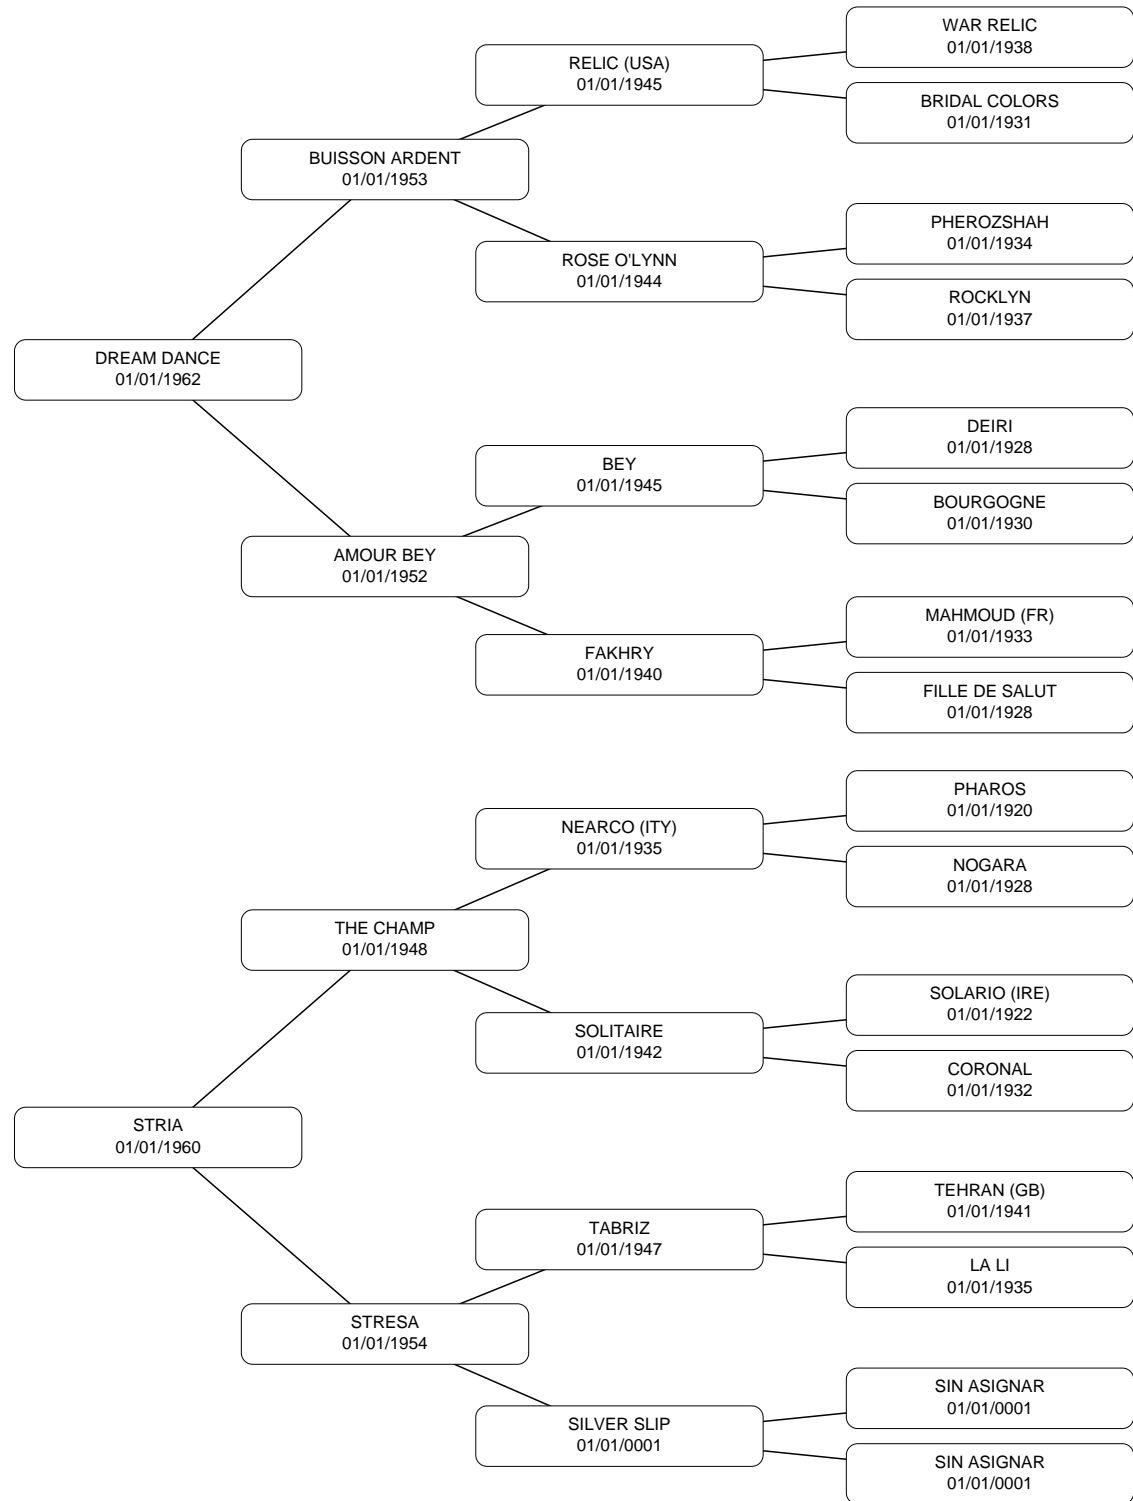 WAR RELIC
01/01/1938
RELIC (USA)
01/01/1945
BRIDAL COLORS
01/01/1931
BUISSON ARDENT
01/01/1953
PHEROZSHAH
01/01/1934
ROSE O'LYNN
01/01/1944
ROCKLYN
01/01/1937
DREAM DANCE
01/01/1962
DEIRI
01/01/1928
BEY
01/01/1945
BOURGOGNE
01/01/1930
AMOUR BEY
01/01/1952
MAHMOUD (FR)
01/01/1933
FAKHRY
01/01/1940
FILLE DE SALUT
01/01/1928
PHAROS
01/01/1920
NEARCO (ITY)
01/01/1935
NOGARA
01/01/1928
THE CHAMP
01/01/1948
SOLARIO (IRE)
01/01/1922
SOLITAIRE
01/01/1942
CORONAL
01/01/1932
STRIA
01/01/1960
TEHRAN (GB)
01/01/1941
TABRIZ
01/01/1947
LA LI
01/01/1935
STRESA
01/01/1954
SIN ASIGNAR
01/01/0001
SILVER SLIP
01/01/0001
SIN ASIGNAR
01/01/0001